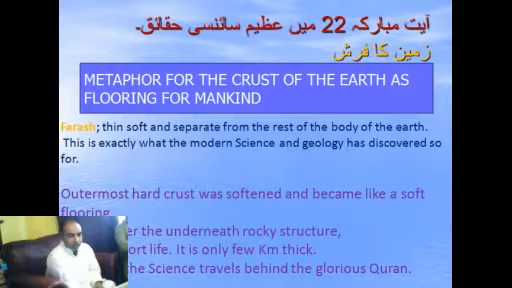 آیت مبارکہ 22 میں عظیم سائنسی حقائق۔
زمین کا فرش
METAPHOR FOR THE CRUST OF THE EARTH AS
FLOORING FOR MANKIND
Farash; thin soft and separate from the rest of the body of the earth.
This is exactly what the modern Science and geology has discovered so
for.
Outermost hard crust was softened and became like a soft
flooring
er the underneath rocky structure,
ort life. It is only few Km thick.
the Science travels behind the glorious Quran.